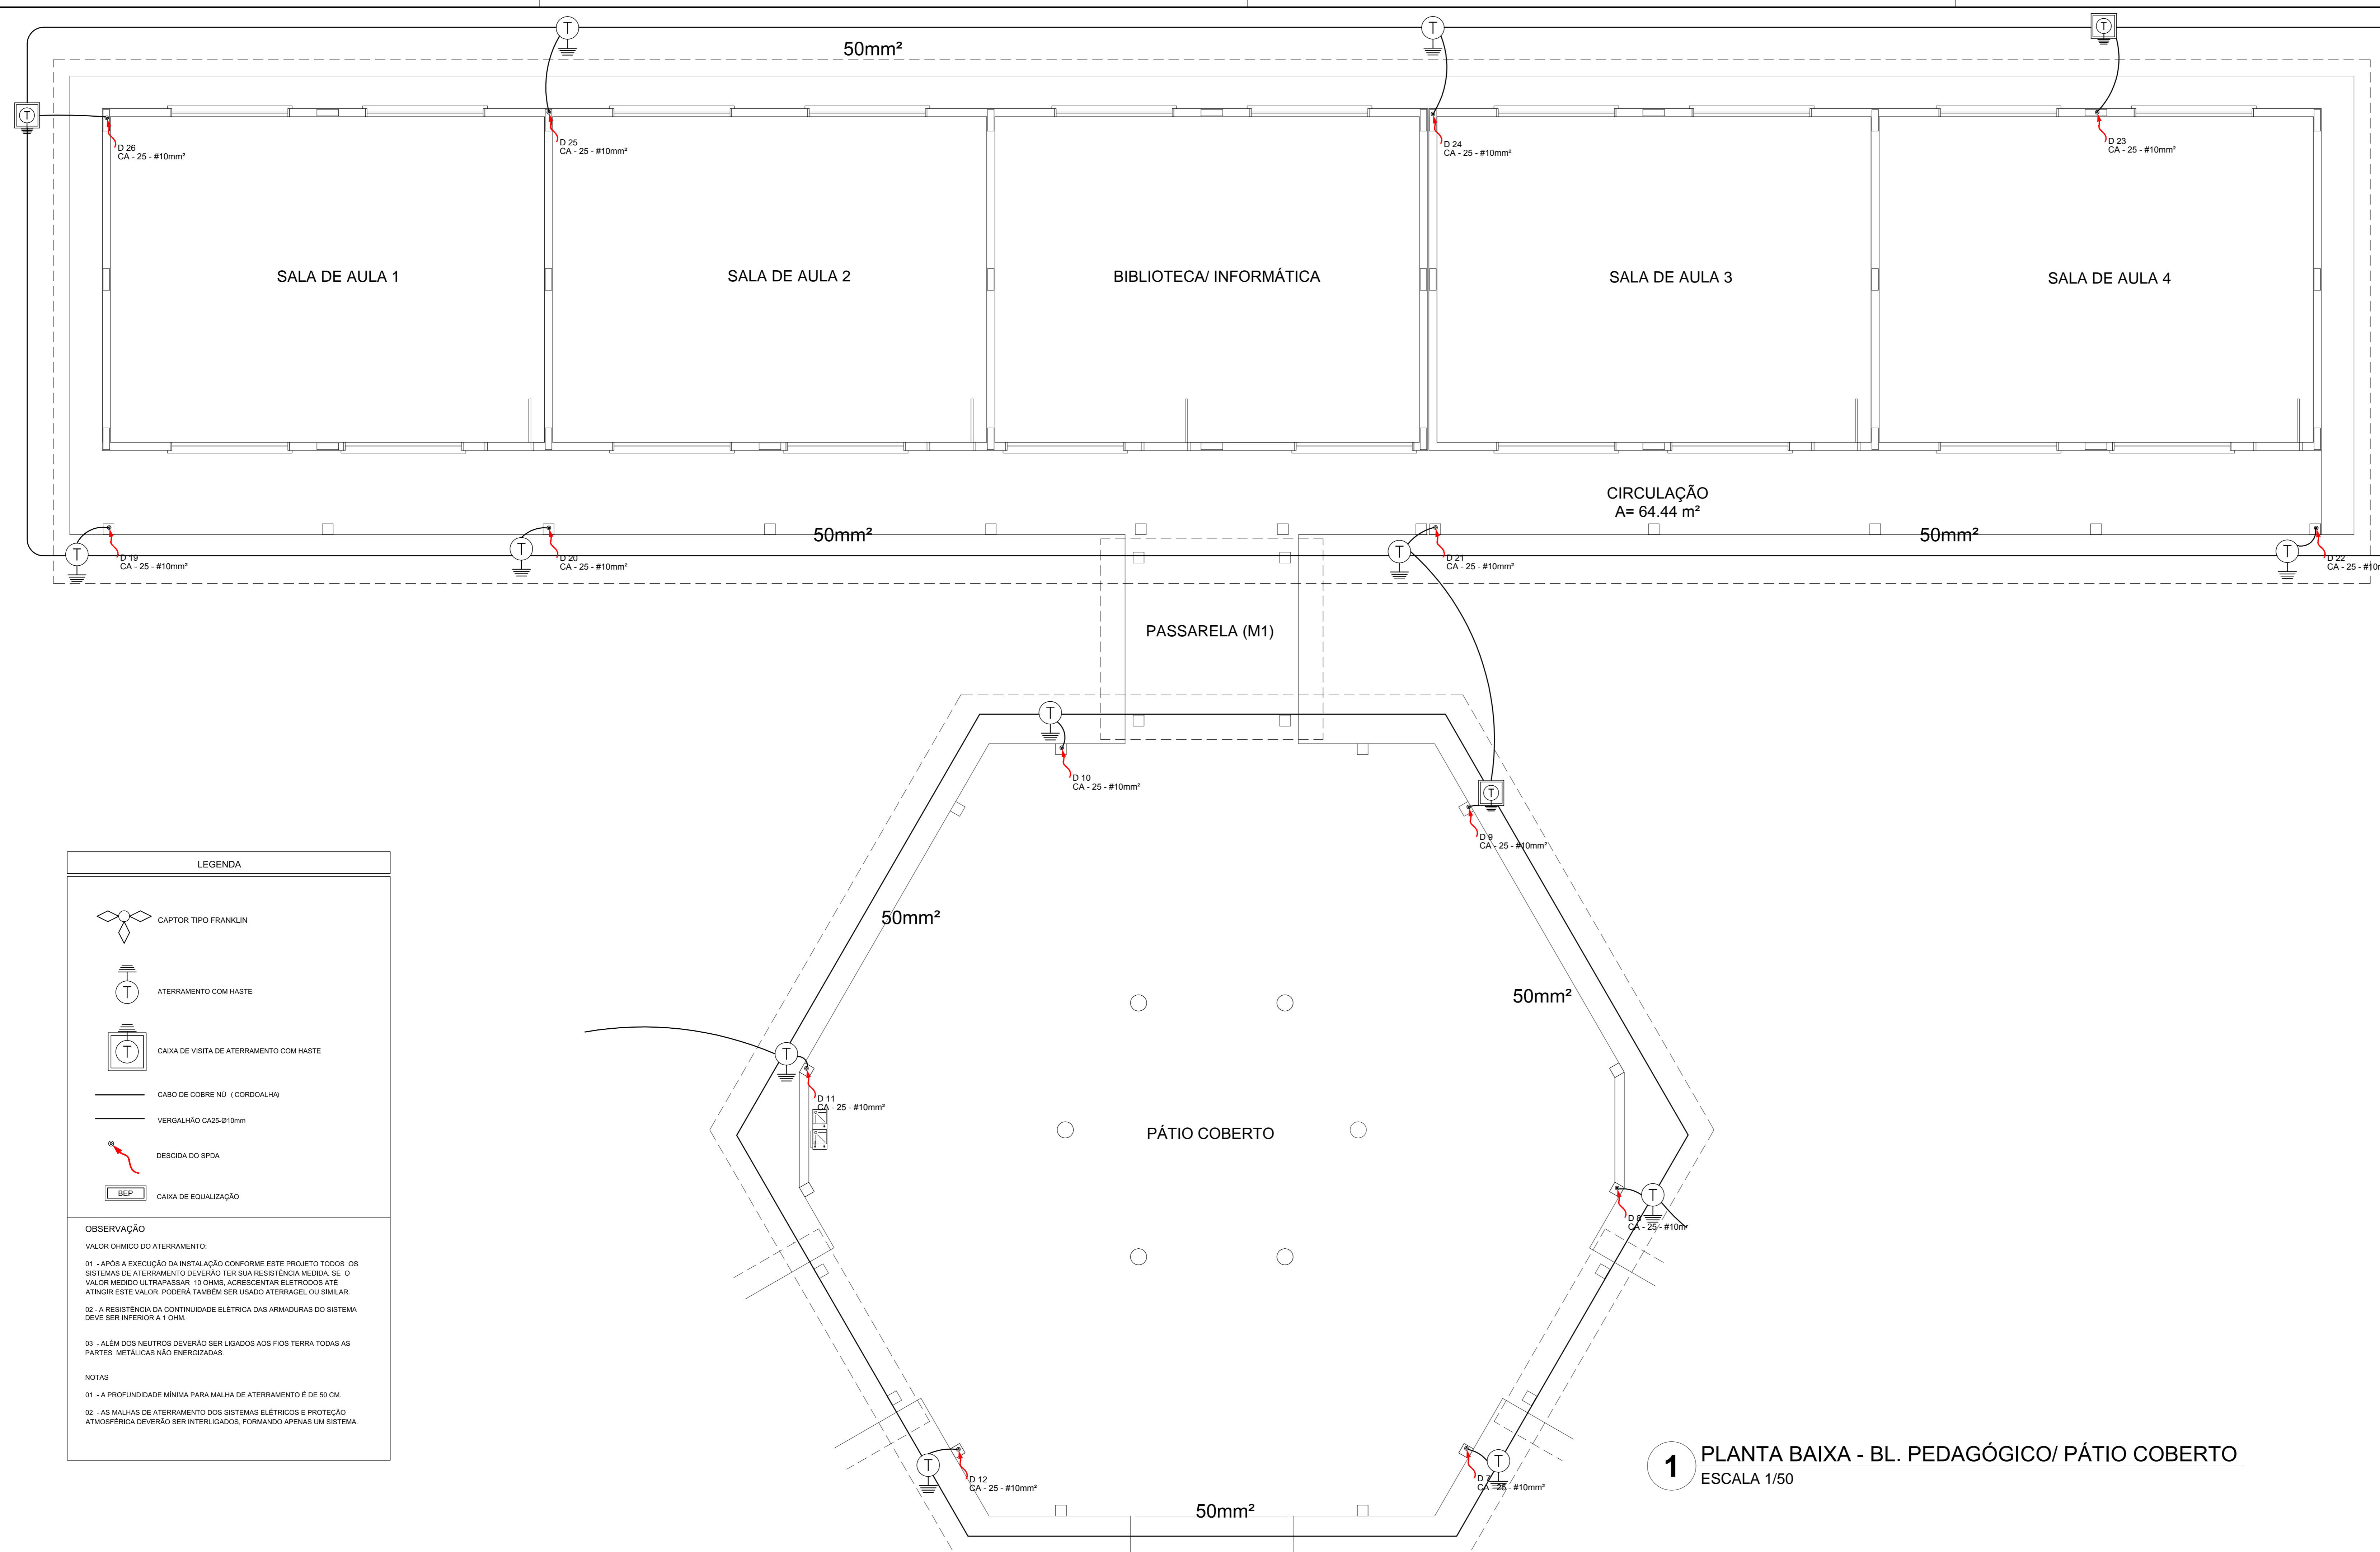 T
T
T
50mm²
T
D 26
CA - 25 - #10mm²
D 25
CA - 25 - #10mm²
D 24
CA - 25 - #10mm²
D 23
CA - 25 - #10mm²
SALA DE AULA 1
SALA DE AULA 2
BIBLIOTECA/ INFORMÁTICA
SALA DE AULA 3
SALA DE AULA 4
CIRCULAÇÃO
A= 64.44 m²
50mm²
50mm²
T
T
T
T
D 19
CA - 25 - #10mm²
D 20
CA - 25 - #10mm²
D 21
CA - 25 - #10mm²
D 22
CA - 25 - #10m
PASSARELA (M1)
T
D 10
CA - 25 - #10mm²
T
D 9
CA - 25 - #10mm²
50mm²
50mm²
T
D 11
CA - 25 - #10mm²
PÁTIO COBERTO
T
D 8
CA - 25 - #10m
T
D 12
CA - 25 - #10mm²
T
D 7
CA - 25 - #10mm²
50mm²
LEGENDA
CAPTOR TIPO FRANKLIN
T
ATERRAMENTO COM HASTE
T
CAIXA DE VISITA DE ATERRAMENTO COM HASTE
CABO DE COBRE NÚ ( CORDOALHA)
VERGALHÃO CA25-Ø10mm
DESCIDA DO SPDA
BEP
CAIXA DE EQUALIZAÇÃO
OBSERVAÇÃO
VALOR OHMICO DO ATERRAMENTO:
01 - APÓS A EXECUÇÃO DA INSTALAÇÃO CONFORME ESTE PROJETO TODOS OS
SISTEMAS DE ATERRAMENTO DEVERÃO TER SUA RESISTÊNCIA MEDIDA. SE O
VALOR MEDIDO ULTRAPASSAR 10 OHMS, ACRESCENTAR ELETRODOS ATÉ
ATINGIR ESTE VALOR. PODERÁ TAMBÉM SER USADO ATERRAGEL OU SIMILAR.
02 - A RESISTÊNCIA DA CONTINUIDADE ELÉTRICA DAS ARMADURAS DO SISTEMA
DEVE SER INFERIOR A 1 OHM.
03 - ALÉM DOS NEUTROS DEVERÃO SER LIGADOS AOS FIOS TERRA TODAS AS
PARTES METÁLICAS NÃO ENERGIZADAS.
NOTAS
01 - A PROFUNDIDADE MÍNIMA PARA MALHA DE ATERRAMENTO É DE 50 CM.
02 - AS MALHAS DE ATERRAMENTO DOS SISTEMAS ELÉTRICOS E PROTEÇÃO
ATMOSFÉRICA DEVERÃO SER INTERLIGADOS, FORMANDO APENAS UM SISTEMA.
1 PLANTA BAIXA - BL. PEDAGÓGICO/ PÁTIO COBERTO
ESCALA 1/50